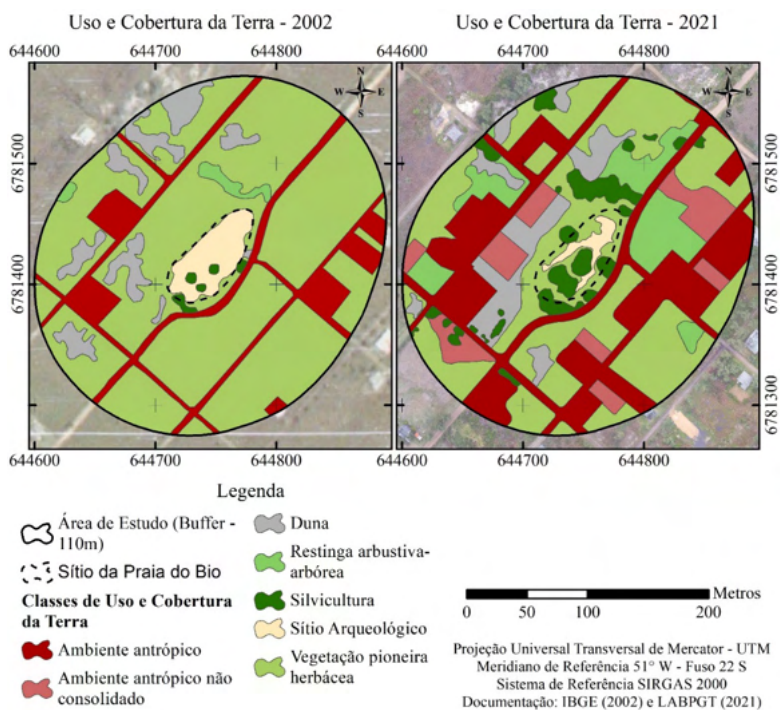 Uso e Cobertura da Terra - 2002
Uso e Cobertura da Terra - 2021
644600 644700 644800
644600 644700 644800
N
W E
S
N
W E
S
6781500
6781400
6781500
6781400
6781300
644600 644700 644800
644600 644700 644800
Legenda
Área de Estudo (Buffer -
110m)
Sítio da Praia do Bio
Classes de Uso e Cobertura
da Terra
Ambiente antrópico
Ambiente antrópico não
consolidado
Duna
Restinga arbustiva-
arbórea
Silvicultura
Sítio Arqueológico
Vegetação pioneira
herbácea
Metros
0 50 100 200
Projeção Universal Transversal de Mercator - UTM
Meridiano de Referência 51° W - Fuso 22 S
Sistema de Referência SIRGAS 2000
Documentação: IBGE (2002) e LABPGT (2021)